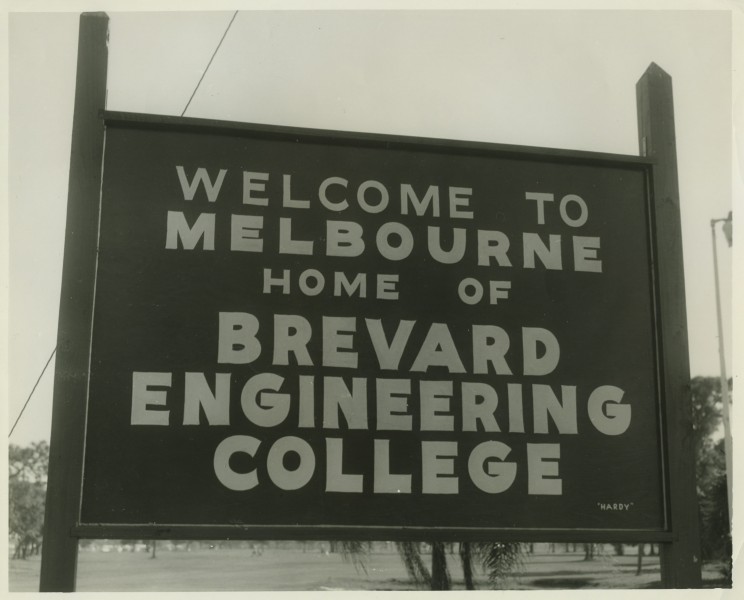 WELCOME TO
MELBOURNE
HOME OF
BREVARD
ENGINEERING
COLLEGE
"HARDY"